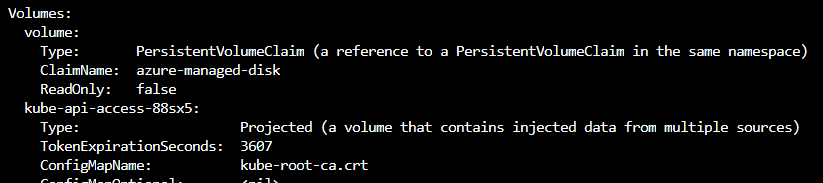 Volumes:
volume:
Type: PersistentVolumeClaim (a reference to a PersistentVolumeClaim in the same namespace)
ClaimName: azure-managed-disk
ReadOnly: false
kube-api-access-88sx5:
Type: Projected (a volume that contains injected data from multiple sources)
TokenExpirationSeconds: 3607
ConfigMapName: kube-root-ca.crt
ConfigMapOptional: <nil>